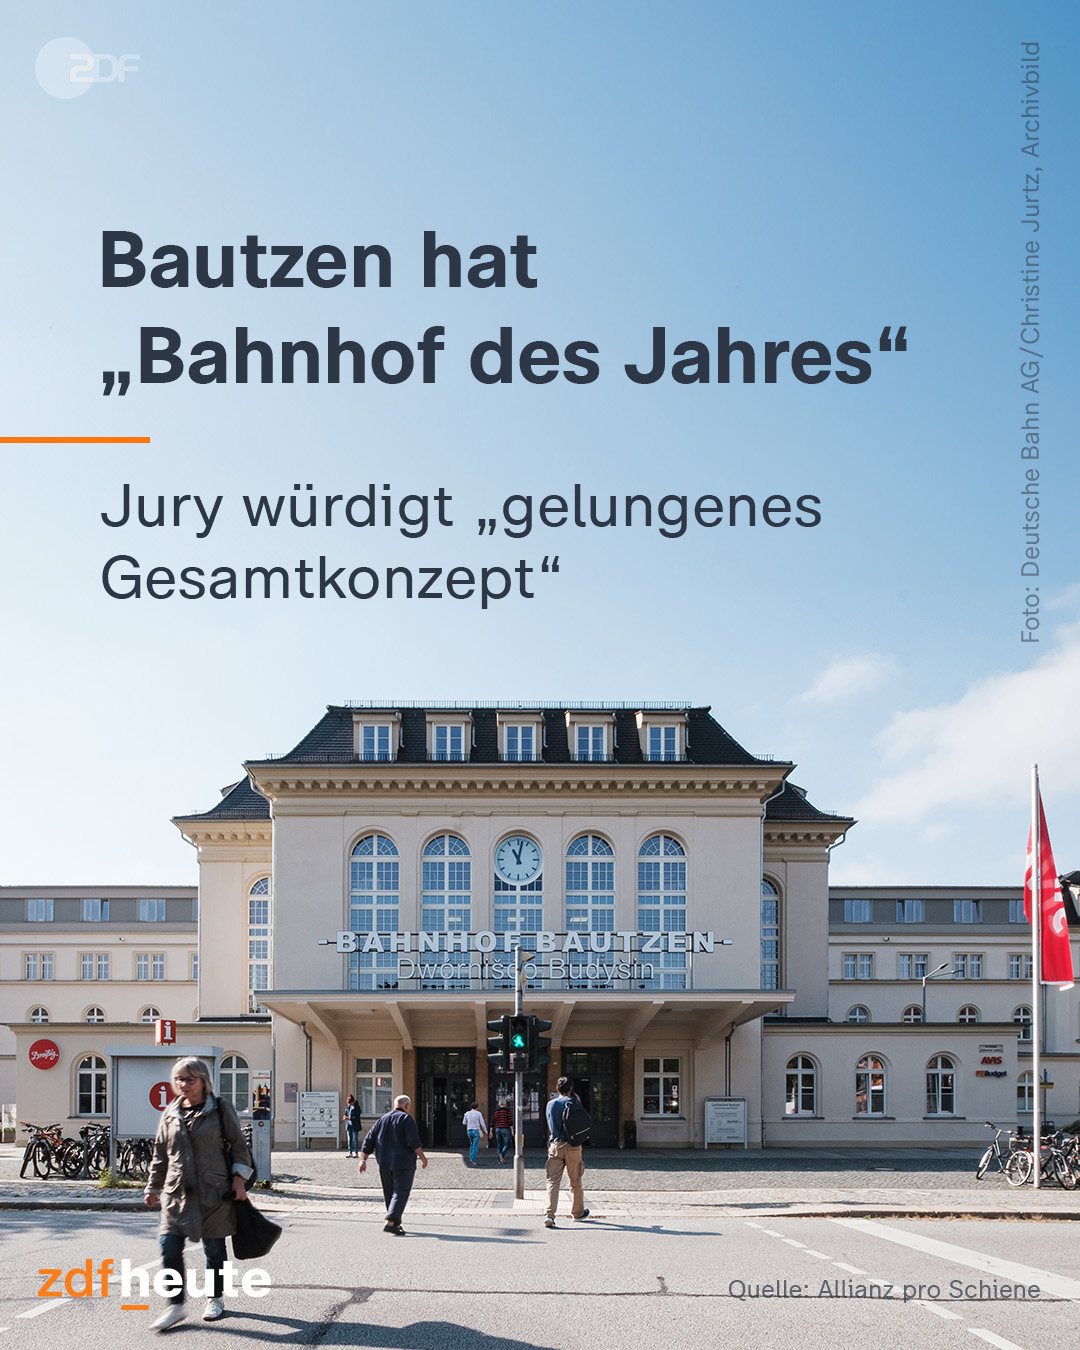 ZDF
Foto: Deutsche Bahn AG/Christine Jurtz, Archivbild
Bautzen hat
„Bahnhof des Jahres“
Jury würdigt „gelungenes
Gesamtkonzept“
BAHNHOF BAUTZEN
Dwórnišćo Budyšin
i
i
AVIS
Budget
zdfheute
Quelle: Allianz pro Schiene